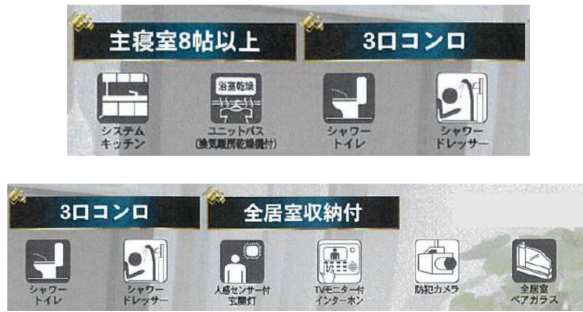 主寝室8帖以上
3口コンロ
システム
キッチン
浴室乾燥
ユニットバス
(換気暖房乾燥機付)
シャワー
トイレ
シャワー
ドレッサー
3口コンロ
全居室収納付
シャワー
トイレ
シャワー
ドレッサー
人感センサー付
玄関灯
TVモニター付
インターホン
防犯カメラ
全居室
ペアガラス